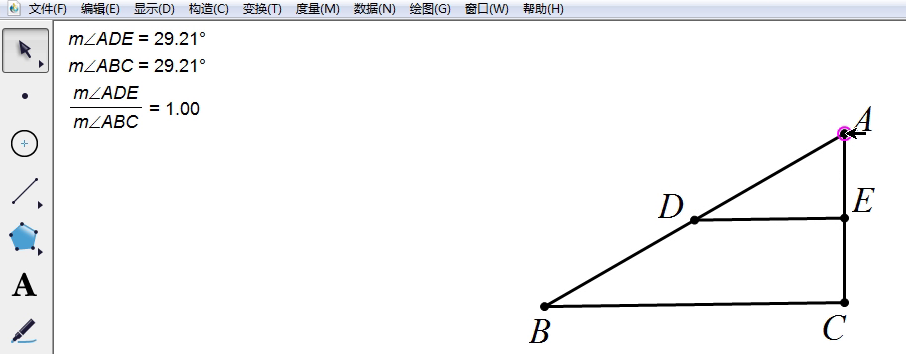 文件(F) 编辑(E) 显示(D) 构造(C) 变换(T) 度量(M) 数据(N) 绘图(G) 窗口(W) 帮助(H)
m∠ADE = 29.21°
m∠ABC = 29.21°
m∠ADE
= 1.00
m∠ABC
A
D
E
B
C
A